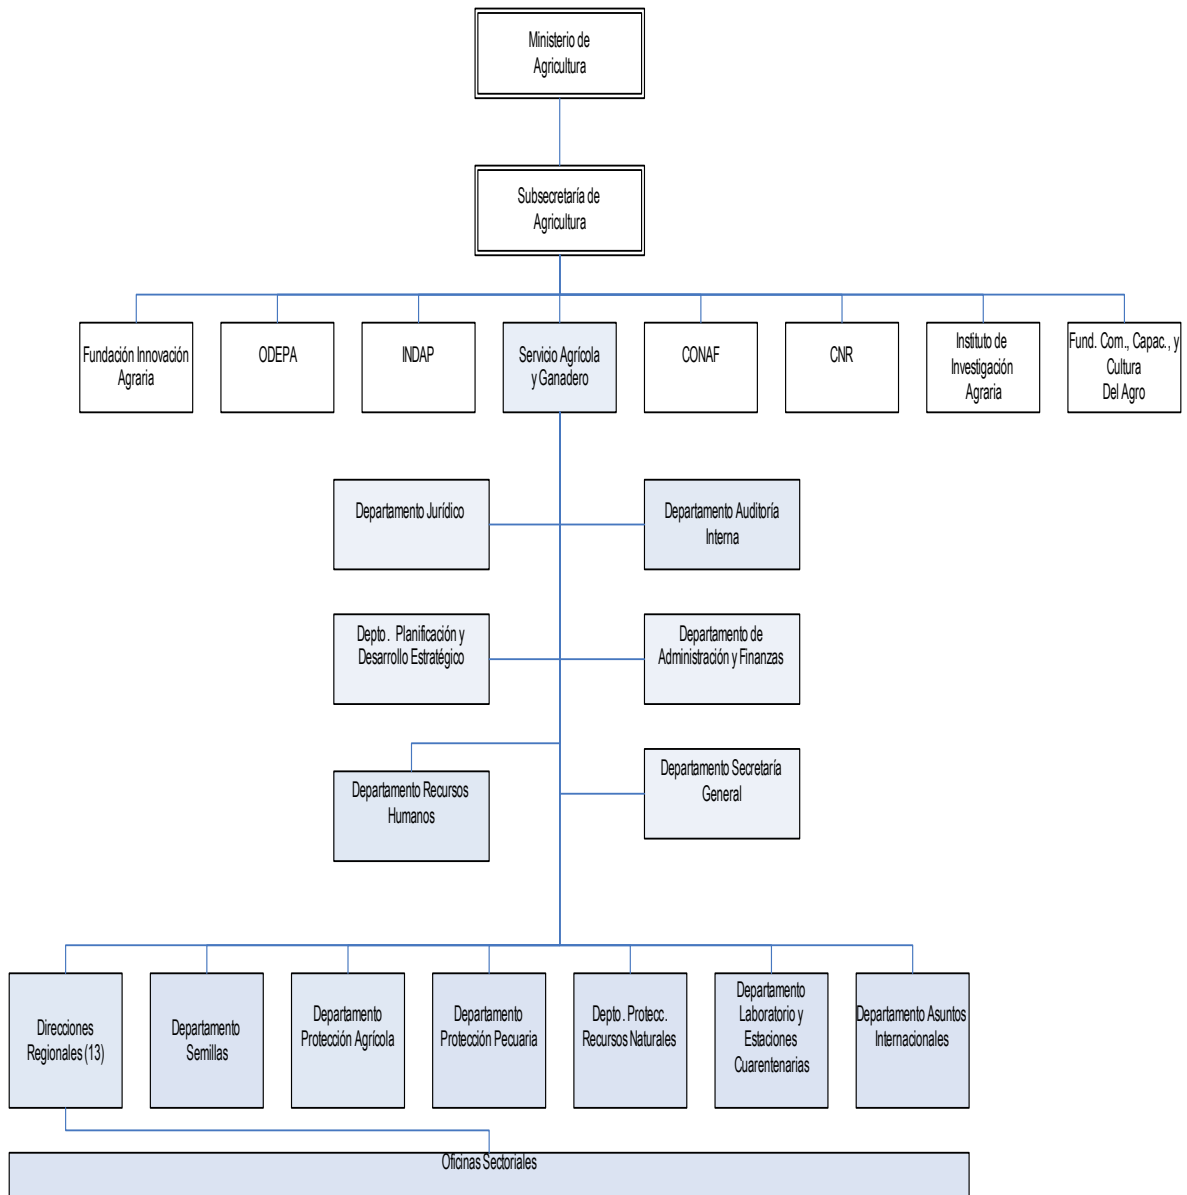 Ministerio de
Agricultura
Subsecretaría de
Agricultura
Fundación Innovación
Agraria
ODEPA
INDAP
Servicio Agrícola
y Ganadero
CONAF
CNR
Instituto de
Investigación
Agraria
Fund. Com., Capac., y
Cultura
Del Agro
Departamento Jurídico
Departamento Auditoría
Interna
Depto. Planificación y
Desarrollo Estratégico
Departamento de
Administración y Finanzas
Departamento Recursos
Humanos
Departamento Secretaría
General
Direcciones
Regionales (13)
Departamento
Semillas
Departamento
Protección Agrícola
Departamento
Protección Pecuaria
Depto. Protecc.
Recursos Naturales
Departamento
Laboratorio y
Estaciones
Cuarentenarias
Departamento Asuntos
Internacionales
Oficinas Sectoriales